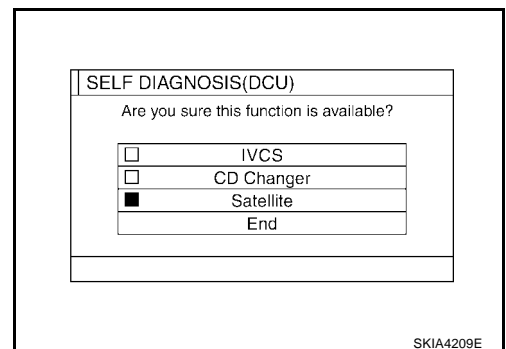 SELF DIAGNOSIS(DCU)
Are you sure this function is available?
IVCS
CD Changer
Satellite
End
SKIA4209E